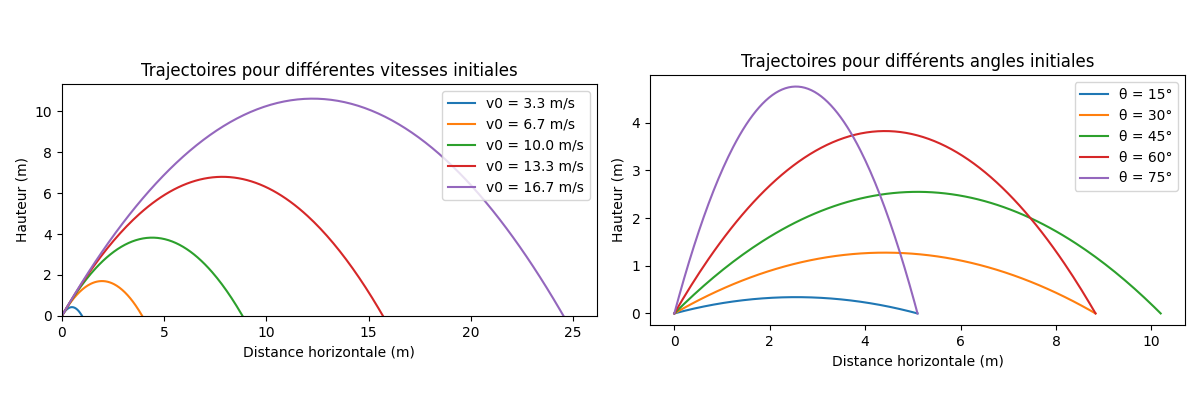 Trajectoires pour différentes vitesses initiales
Hauteur (m)
10
8
6
4
2
0
v0 = 3.3 m/s
v0 = 6.7 m/s
v0 = 10.0 m/s
v0 = 13.3 m/s
v0 = 16.7 m/s
0 5 10 15 20 25
Distance horizontale (m)
Trajectoires pour différents angles initiales
Hauteur (m)
4
3
2
1
0
θ = 15°
θ = 30°
θ = 45°
θ = 60°
θ = 75°
0 2 4 6 8 10
Distance horizontale (m)